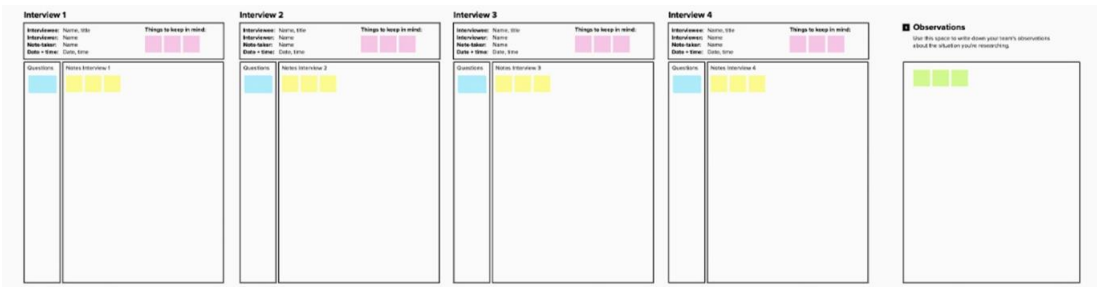 Interview 1
Interviewee: Name, title
Interviewer: Name
Note-taker: Name
Date + time: Date, time
Things to keep in mind:
Questions
Notes Interview 1
Interview 2
Interviewee: Name, title
Interviewer: Name
Note-taker: Name
Date + time: Date, time
Things to keep in mind:
Questions
Notes Interview 2
Interview 3
Interviewee: Name, title
Interviewer: Name
Note-taker: Name
Date + time: Date, time
Things to keep in mind:
Questions
Notes Interview 3
Interview 4
Interviewee: Name, title
Interviewer: Name
Note-taker: Name
Date + time: Date, time
Things to keep in mind:
Questions
Notes Interview 4
Observations
Use this space to write down your team's observations
about the situation you're researching.